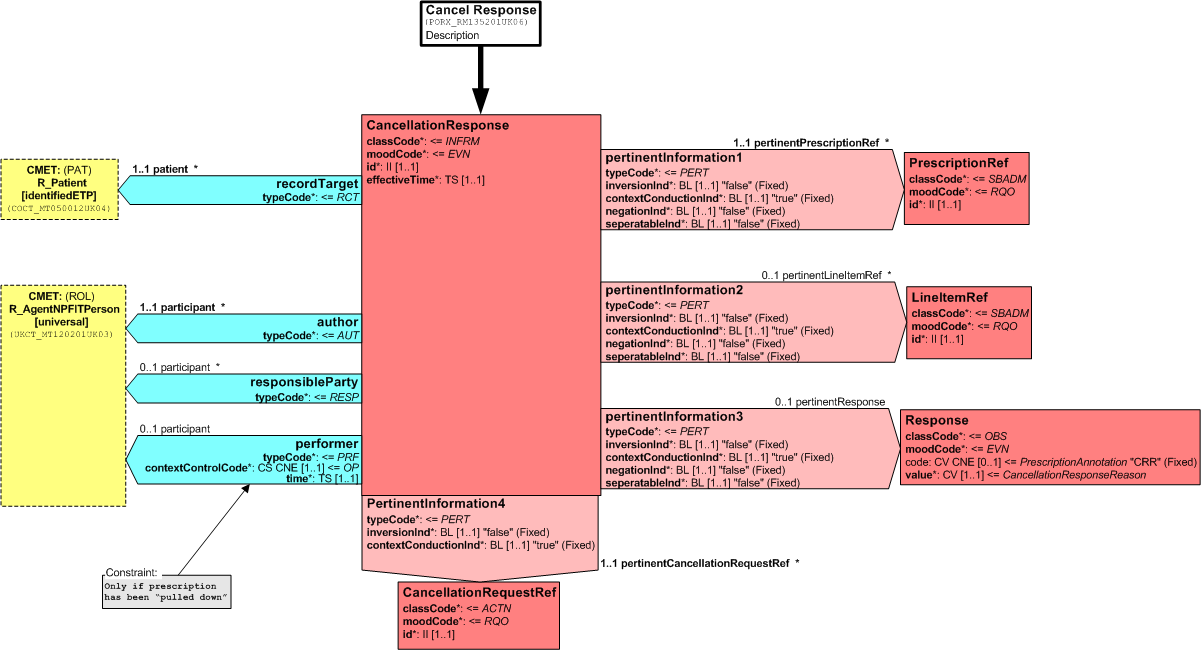 Cancel Response
(PORX_RM135201UK06)
Description
CancellationResponse
classCode*: <= INFRM
moodCode*: <= EVN
id*: II [1..1]
effectiveTime*: TS [1..1]
CMET: (PAT)
R_Patient
[identifiedETP]
(COCT_MT050012UK04)
1..1 patient *
recordTarget
typeCode*: <= RCT
CMET: (ROL)
R_AgentNPFITPerson
[universal]
(UKCT_MT120201UK03)
1..1 participant *
author
typeCode*: <= AUT
0..1 participant *
responsibleParty
typeCode*: <= RESP
0..1 participant
performer
typeCode*: <= PRF
contextControlCode*: CS CNE [1..1] <= OP
time*: TS [1..1]
Constraint:
Only if prescription
has been "pulled down"
1..1 pertinentPrescriptionRef *
pertinentInformation1
typeCode*: <= PERT
inversionInd*: BL [1..1] "false" (Fixed)
contextConductionInd*: BL [1..1] "true" (Fixed)
negationInd*: BL [1..1] "false" (Fixed)
seperatableInd*: BL [1..1] "false" (Fixed)
PrescriptionRef
classCode*: <= SBADM
moodCode*: <= RQO
id*: II [1..1]
0..1 pertinentLineItemRef *
pertinentInformation2
typeCode*: <= PERT
inversionInd*: BL [1..1] "false" (Fixed)
contextConductionInd*: BL [1..1] "true" (Fixed)
negationInd*: BL [1..1] "false" (Fixed)
seperatableInd*: BL [1..1] "false" (Fixed)
LineItemRef
classCode*: <= SBADM
moodCode*: <= RQO
id*: II [1..1]
0..1 pertinentResponse
pertinentInformation3
typeCode*: <= PERT
inversionInd*: BL [1..1] "false" (Fixed)
contextConductionInd*: BL [1..1] "true" (Fixed)
negationInd*: BL [1..1] "false" (Fixed)
seperatableInd*: BL [1..1] "false" (Fixed)
Response
classCode*: <= OBS
moodCode*: <= EVN
code: CV CNE [0..1] <= PrescriptionAnnotation "CRR" (Fixed)
value*: CV [1..1] <= CancellationResponseReason
PertinentInformation4
typeCode*: <= PERT
inversionInd*: BL [1..1] "false" (Fixed)
contextConductionInd*: BL [1..1] "true" (Fixed)
1..1 pertinentCancellationRequestRef *
CancellationRequestRef
classCode*: <= ACTN
moodCode*: <= RQO
id*: II [1..1]